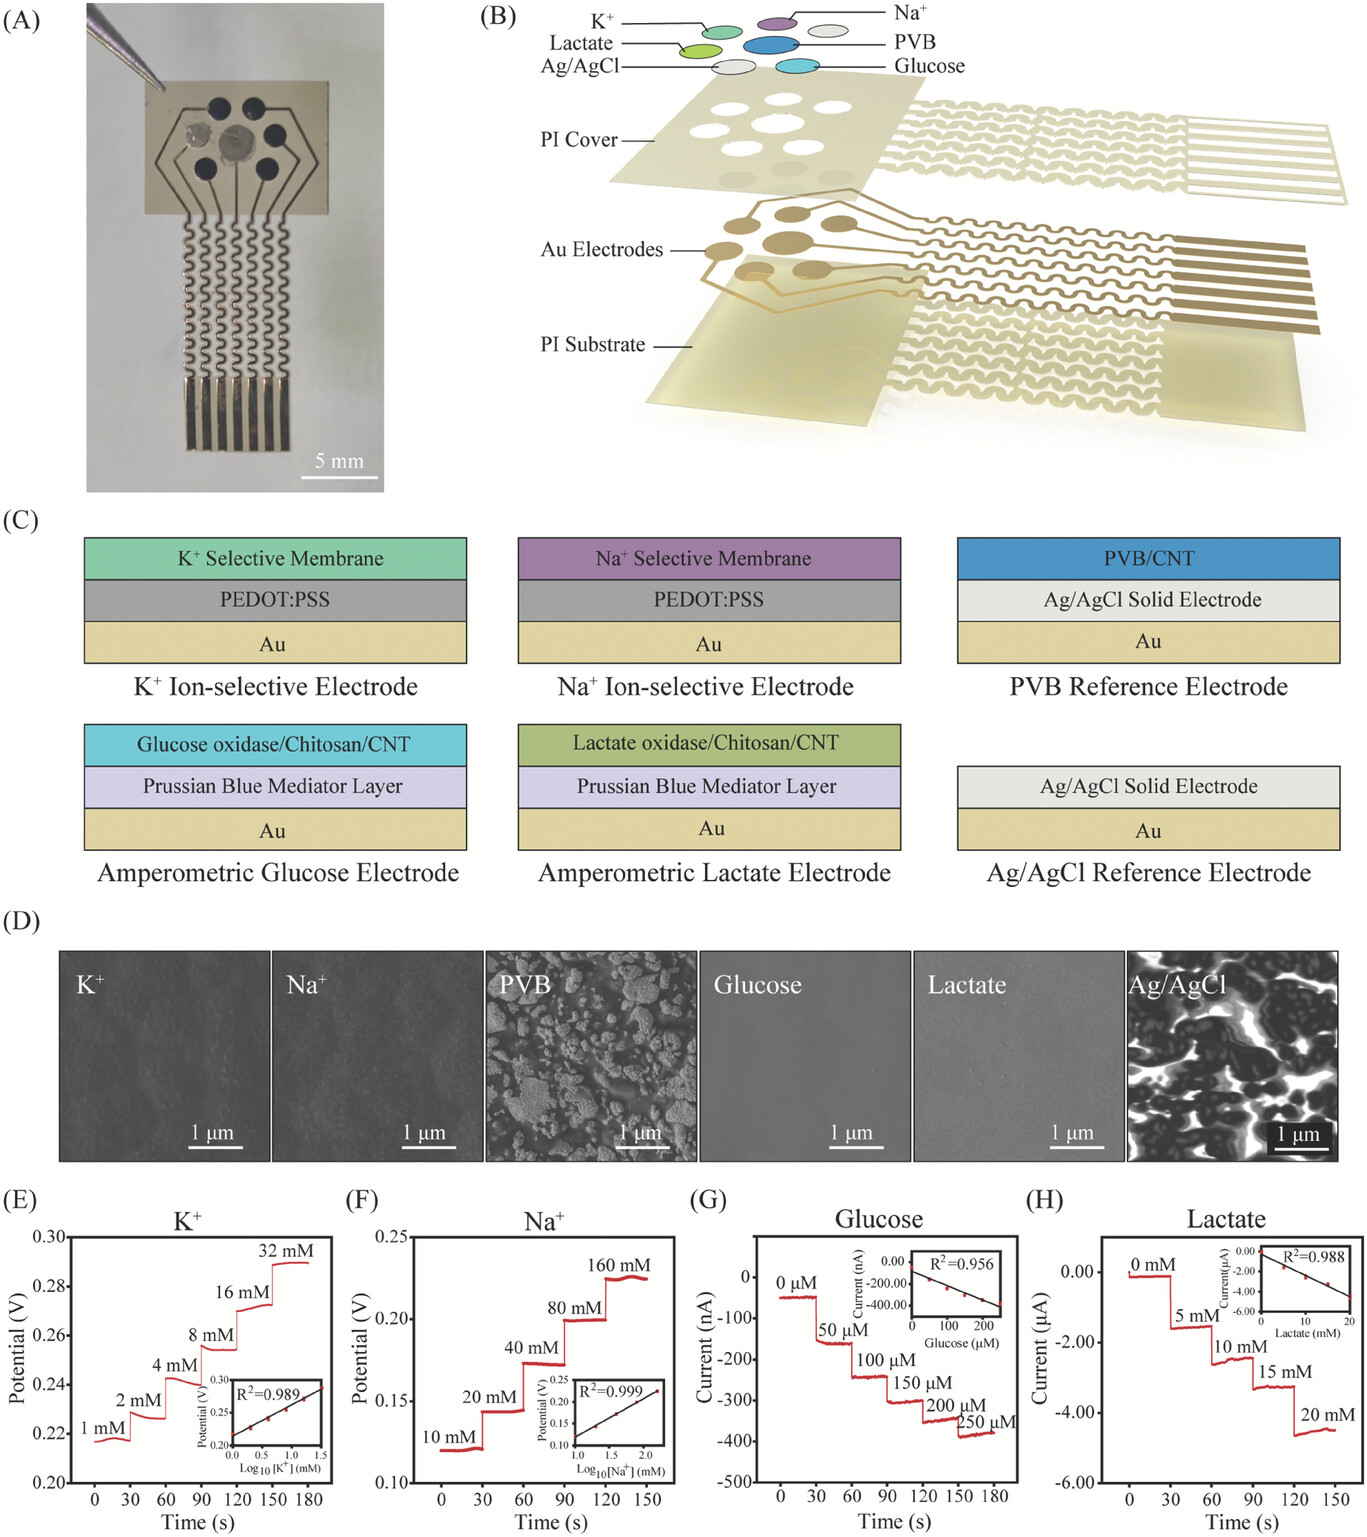 (A)
5 mm
(B)
K⁺
Lactate
Ag/AgCl
Na⁺
PVB
Glucose
PI Cover
Au Electrodes
PI Substrate
(C)
K⁺ Selective Membrane
PEDOT:PSS
Au
K⁺ Ion-selective Electrode
Na⁺ Selective Membrane
PEDOT:PSS
Au
Na⁺ Ion-selective Electrode
PVB/CNT
Ag/AgCl Solid Electrode
Au
PVB Reference Electrode
Glucose oxidase/Chitosan/CNT
Prussian Blue Mediator Layer
Au
Amperometric Glucose Electrode
Lactate oxidase/Chitosan/CNT
Prussian Blue Mediator Layer
Au
Amperometric Lactate Electrode
Ag/AgCl Solid Electrode
Au
Ag/AgCl Reference Electrode
(D)
K⁺
1 μm
Na⁺
1 μm
PVB
1 μm
Glucose
1 μm
Lactate
1 μm
Ag/AgCl
1 μm
(E)
K⁺
Potential (V)
0.30
0.28
0.26
0.24
0.22
0.20
1 mM
2 mM
4 mM
8 mM
16 mM
32 mM
R²=0.989
Potential (V)
0.30
0.25
0.20
0.0 0.5 1.0 1.5
Log₁₀ [K⁺] (mM)
0 30 60 90 120 150 180
Time (s)
(F)
Na⁺
Potential (V)
0.25
0.20
0.15
0.10
10 mM
20 mM
40 mM
80 mM
160 mM
R²=0.999
Potential (V)
0.25
0.20
0.15
0.10
1.0 1.5 2.0
Log₁₀[Na⁺] (mM)
0 30 60 90 120 150
Time (s)
(G)
Glucose
Current (nA)
0
-100
-200
-300
-400
-500
0 μM
50 μM
100 μM
150 μM
200 μM
250 μM
R²=0.956
Current (nA)
0.00
-200.00
-400.00
0 100 200
Glucose (μM)
0 30 60 90 120 150 180
Time (s)
(H)
Lactate
Current (μA)
0.00
-2.00
-4.00
-6.00
0 mM
5 mM
10 mM
15 mM
20 mM
R²=0.988
Current(μA)
0.00
-2.00
-4.00
-6.00
0 10 20
Lactate (mM)
0 30 60 90 120 150
Time (s)